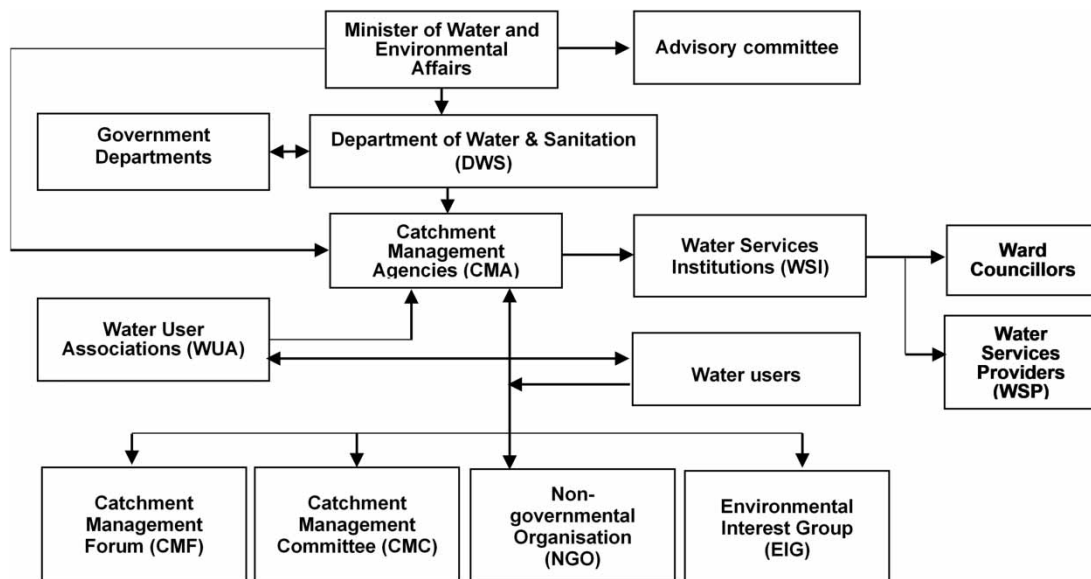 Minister of Water and
Environmental
Affairs
Advisory committee
Government
Departments
Department of Water & Sanitation
(DWS)
Catchment
Management
Agencies (CMA)
Water Services
Institutions (WSI)
Ward
Councillors
Water User
Associations (WUA)
Water users
Water
Services
Providers
(WSP)
Catchment
Management
Forum (CMF)
Catchment
Management
Committee (CMC)
Non-
governmental
Organisation
(NGO)
Environmental
Interest Group
(EIG)